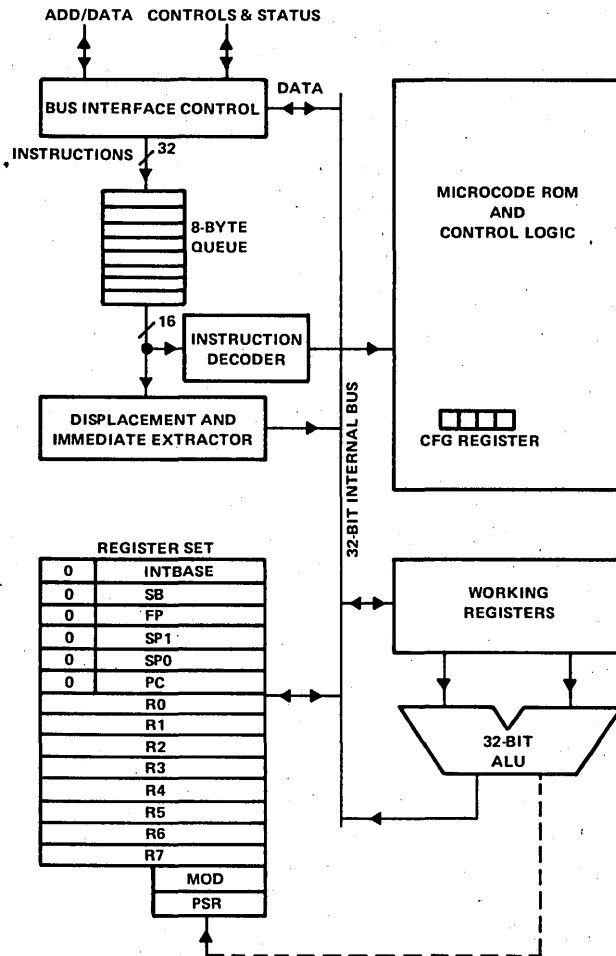 ADD/DATA CONTROLS & STATUS
BUS INTERFACE CONTROL
DATA
INSTRUCTIONS 32
8-BYTE
QUEUE
16
INSTRUCTION
DECODER
DISPLACEMENT AND
IMMEDIATE EXTRACTOR
32-BIT INTERNAL BUS
MICROCODE ROM
AND
CONTROL LOGIC
CFG REGISTER
REGISTER SET
0 INTBASE
0 SB
0 FP
0 SP1
0 SP0
0 PC
R0
R1
R2
R3
R4
R5
R6
R7
MOD
PSR
WORKING
REGISTERS
32-BIT
ALU